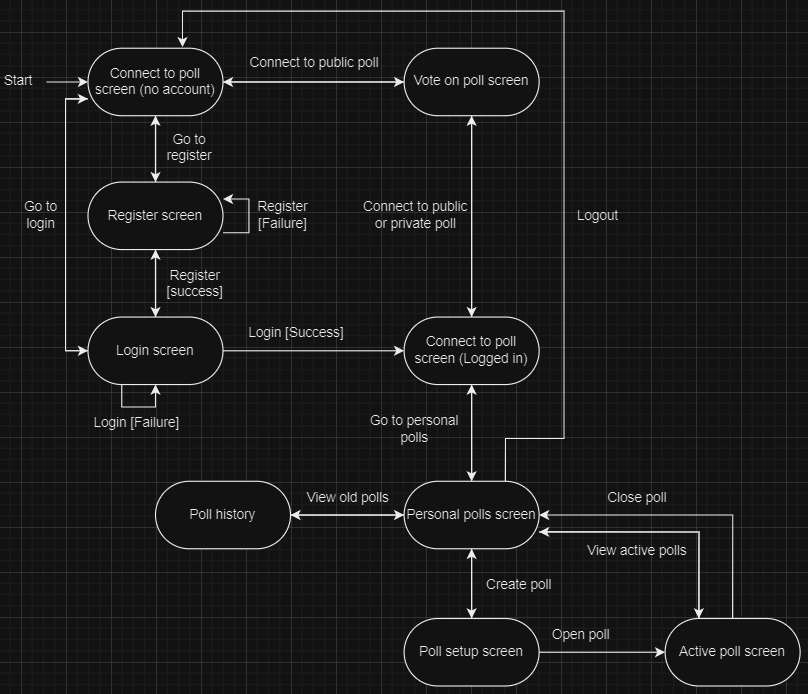 Start
Connect to poll
screen (no account)
Connect to public poll
Vote on poll screen
Go to
register
Go to
login
Register screen
Register
[Failure]
Connect to public
or private poll
Logout
Register
[success]
Login screen
Login [Success]
Connect to poll
screen (Logged in)
Login [Failure]
Go to personal
polls
Poll history
View old polls
Personal polls screen
Close poll
View active polls
Create poll
Poll setup screen
Open poll
Active poll screen